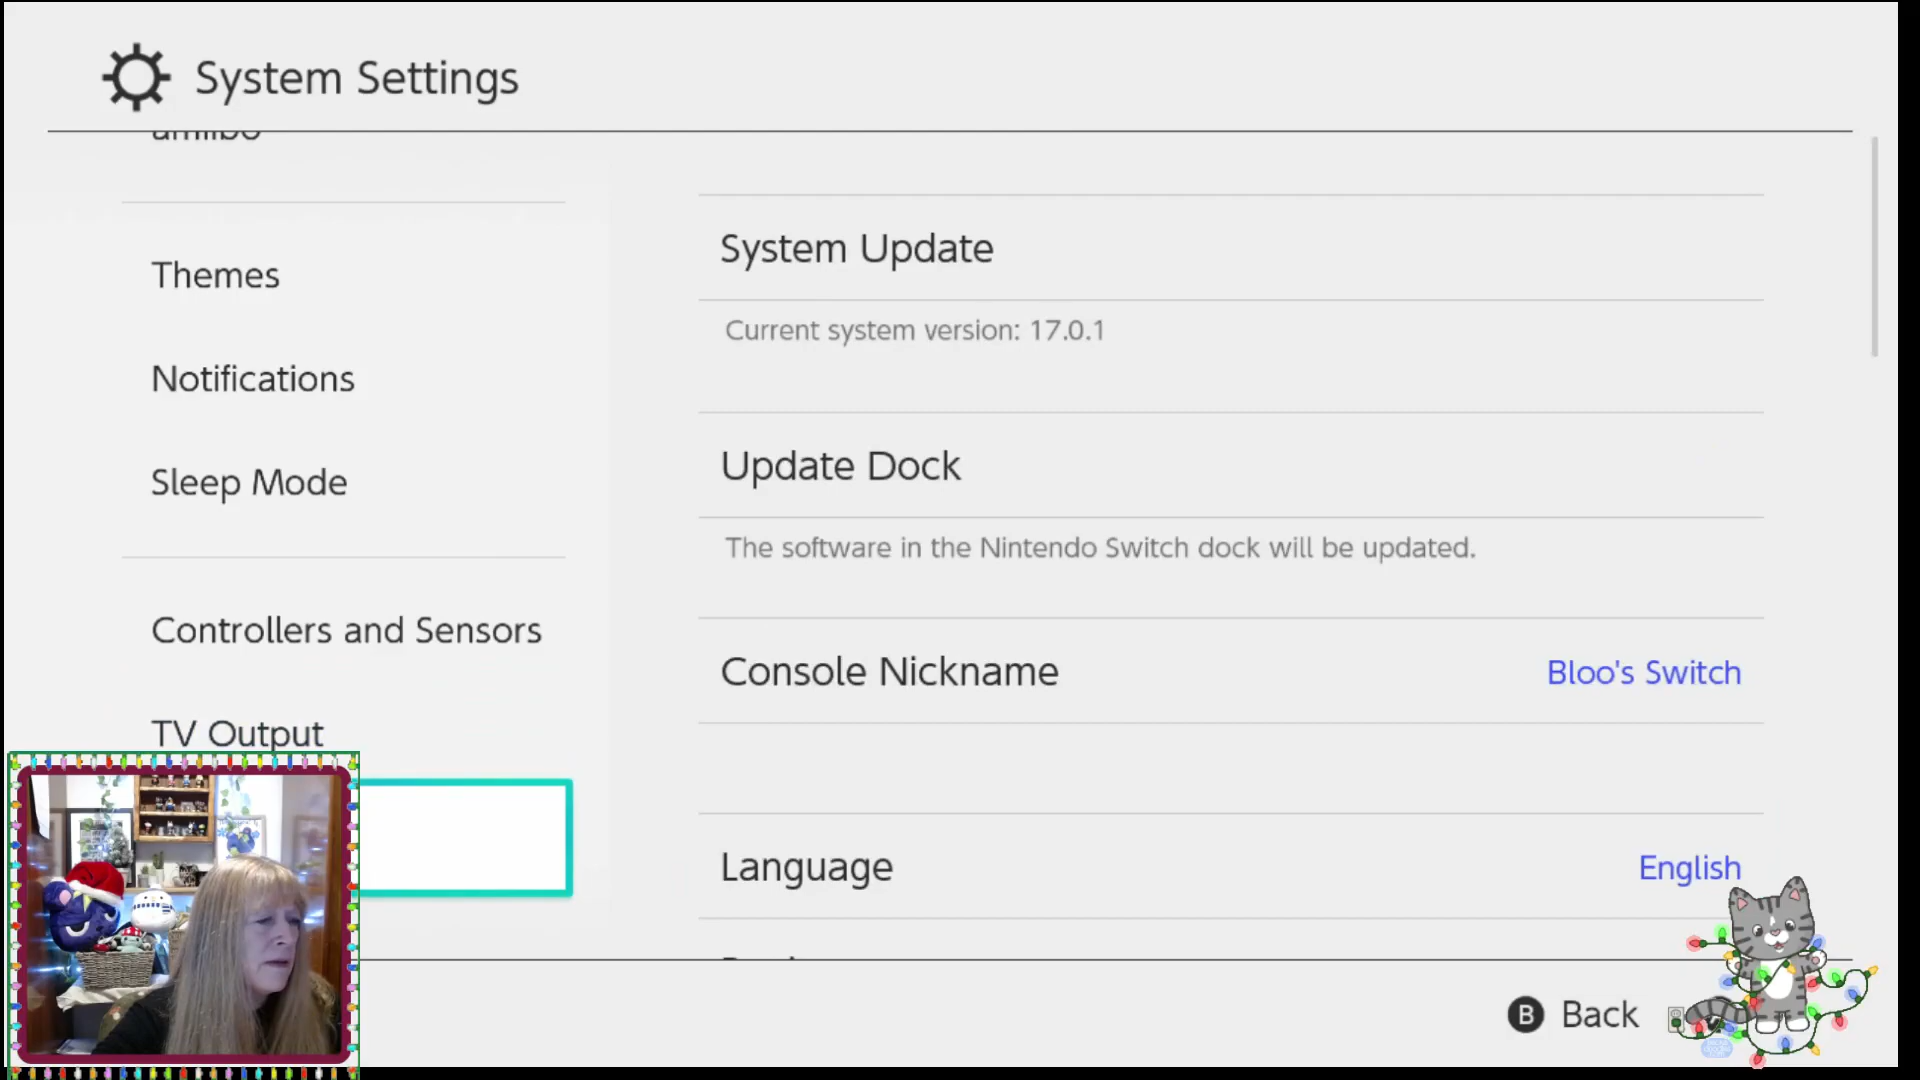 System Settings
amiibo
Themes
Notifications
Sleep Mode
Controllers and Sensors
TV Output
System Update
Current system version: 17.0.1
Update Dock
The software in the Nintendo Switch dock will be updated.
Console Nickname
Bloo's Switch
Language
English
B Back